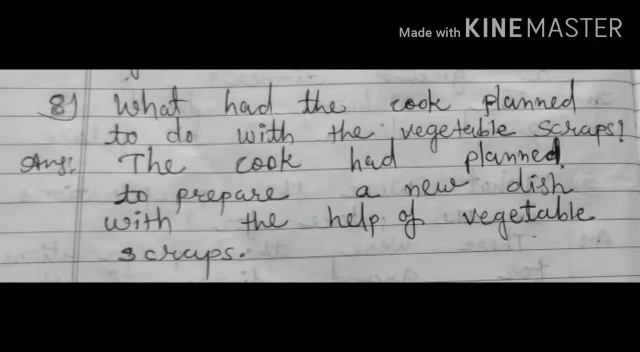 Made with KINEMASTER
8) What had the cook planned
to do with the vegetable scraps?
Ans: The cook had planned
to prepare a new dish
with the help of vegetable
scraps.